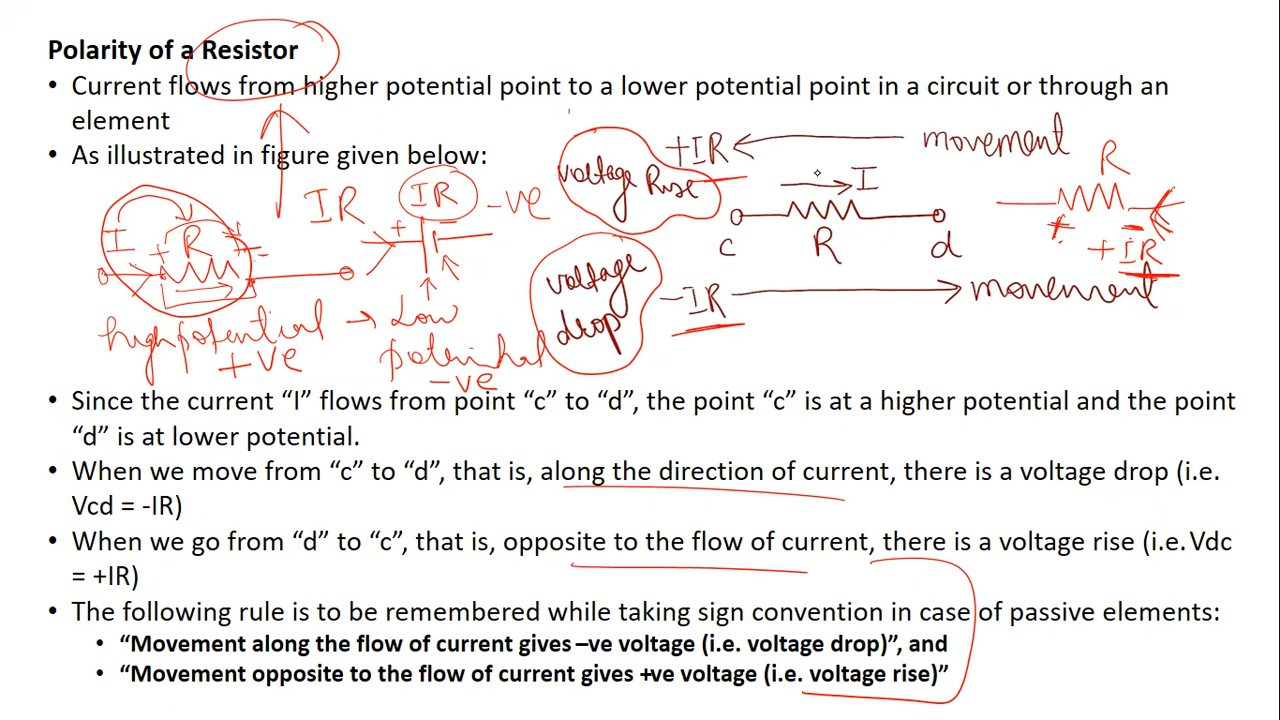 Polarity of a Resistor
• Current flows from higher potential point to a lower potential point in a circuit or through an
element
• As illustrated in figure given below:
+IR movement
voltage Rise
I
IR IR -ve
R
I R + -
+ -
c R d
+ -
+IR
voltage drop
-IR movement
high potential → Low
+ve potential
-ve
• Since the current “I” flows from point “c” to “d”, the point “c” is at a higher potential and the point
“d” is at lower potential.
• When we move from “c” to “d”, that is, along the direction of current, there is a voltage drop (i.e.
Vcd = -IR)
• When we go from “d” to “c”, that is, opposite to the flow of current, there is a voltage rise (i.e. Vdc
= +IR)
• The following rule is to be remembered while taking sign convention in case of passive elements:
• “Movement along the flow of current gives –ve voltage (i.e. voltage drop)”, and
• “Movement opposite to the flow of current gives +ve voltage (i.e. voltage rise)”